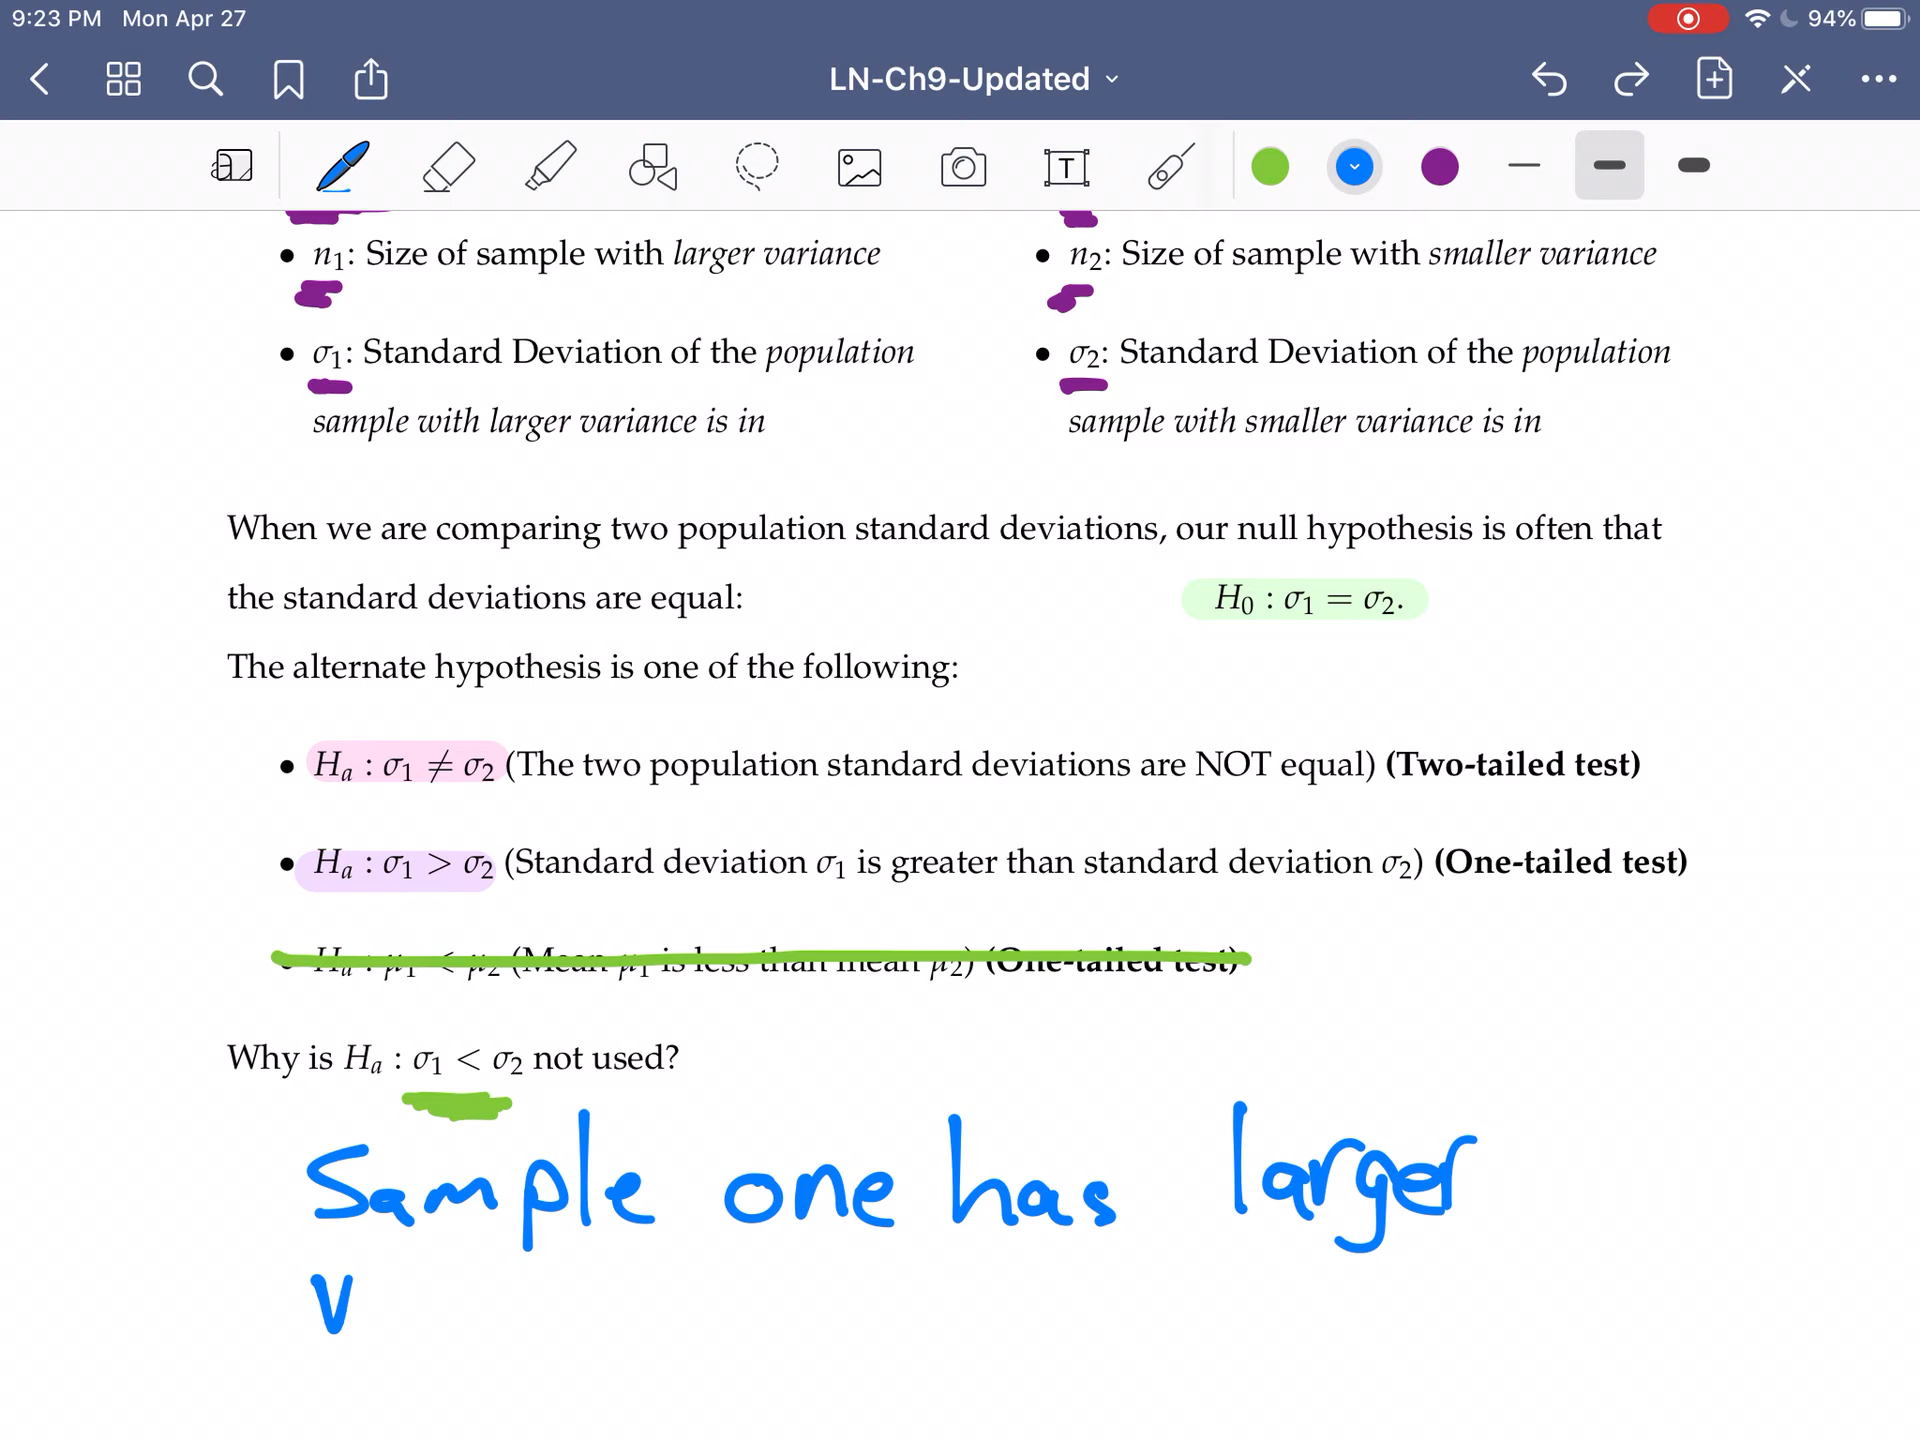 9:23 PM Mon Apr 27 94%
LN-Ch9-Updated
T
• n₁: Size of sample with larger variance
• n₂: Size of sample with smaller variance
• σ₁: Standard Deviation of the population
sample with larger variance is in
• σ₂: Standard Deviation of the population
sample with smaller variance is in
When we are comparing two population standard deviations, our null hypothesis is often that
the standard deviations are equal: H₀ : σ₁ = σ₂.
The alternate hypothesis is one of the following:
• Hₐ : σ₁ ≠ σ₂ (The two population standard deviations are NOT equal) (Two-tailed test)
• Hₐ : σ₁ > σ₂ (Standard deviation σ₁ is greater than standard deviation σ₂) (One-tailed test)
• Hₐ : μ₁ < μ₂ (Mean μ₁ is less than mean μ₂) (One-tailed test)
Why is Hₐ : σ₁ < σ₂ not used?
Sample one has larger
v